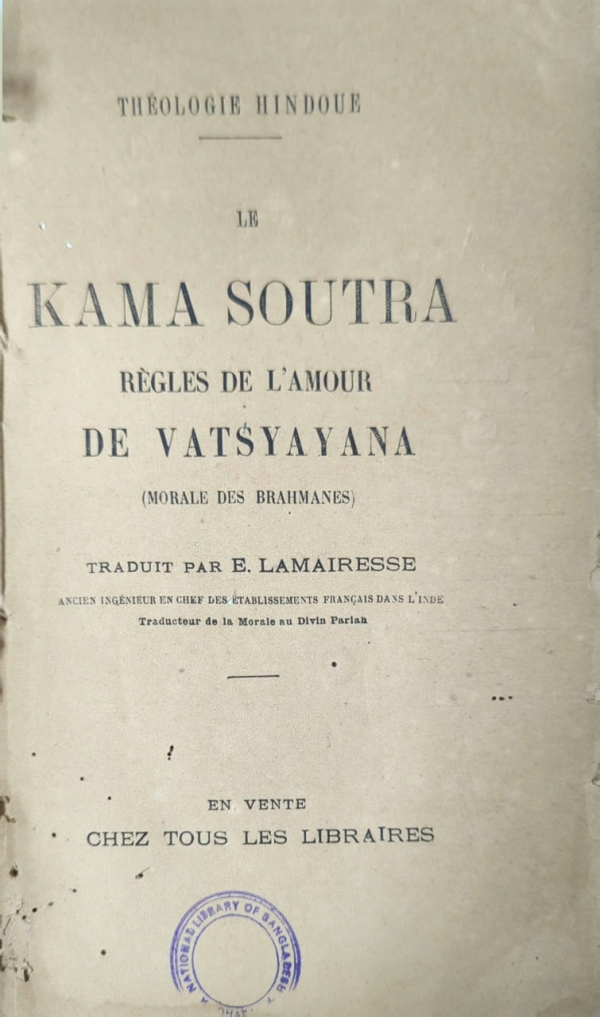 THÉOLOGIE HINDOUE
LE
KAMA SOUTRA
RÈGLES DE L'AMOUR
DE VATSYAYANA
(MORALE DES BRAHMANES)
TRADUIT PAR E. LAMAIRESSE
ANCIEN INGÉNIEUR EN CHEF DES ÉTABLISSEMENTS FRANÇAIS DANS L'INDE
Traducteur de la Morale au Divin Pariah
EN VENTE
CHEZ TOUS LES LIBRAIRES
NATIONAL LIBRARY OF BANGLADESH